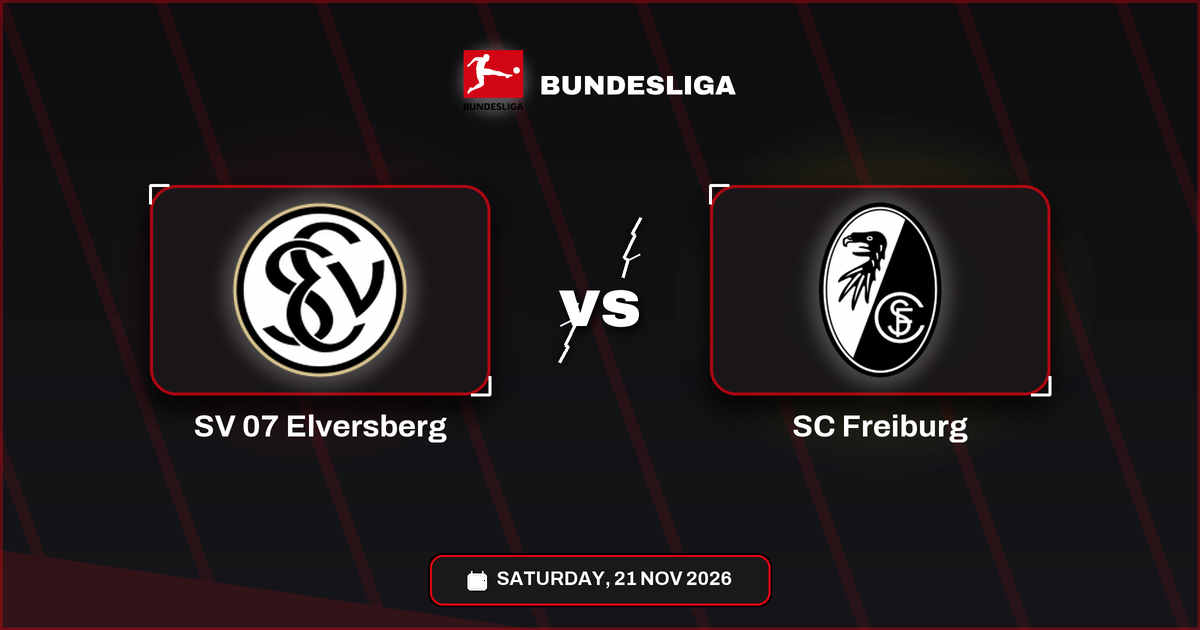 BUNDESLIGA
BUNDESLIGA
VS
SV 07 Elversberg
SC Freiburg
SATURDAY, 21 NOV 2026